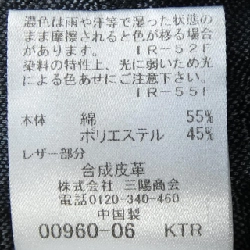 濃色は雨や汗等で湿った状態の
まま摩擦されると色が移る場合
があります。 IR-52F
染料の特性上、光に弱いため光
による色あせにご注意下さい。
IR-55F
本体 綿 55%
ポリエステル 45%
レザー部分
合成皮革
株式会社 三陽商会
電話0120-340-460
中国製
00960-06 KTR